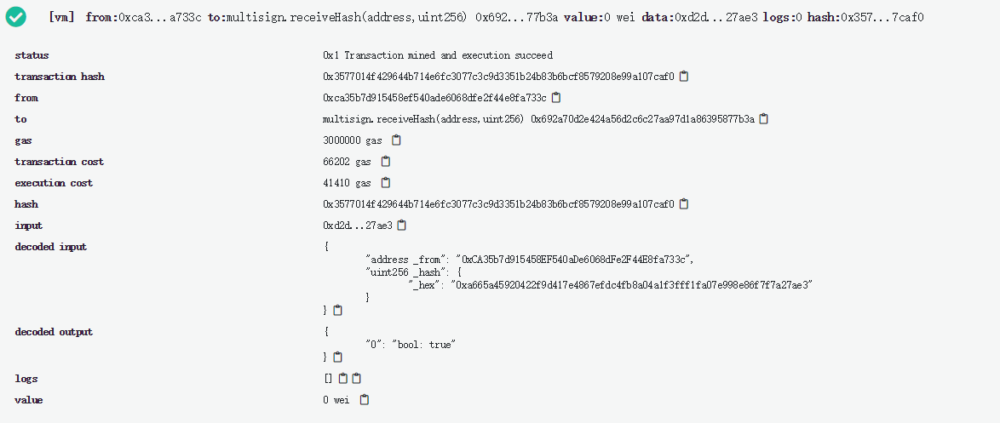 [vm] from:0xca3...a733c to:multisign.receiveHash(address,uint256) 0x692...77b3a value:0 wei data:0xd2d...27ae3 logs:0 hash:0x357...7caf0
status 0x1 Transaction mined and execution succeed
transaction hash 0x3577014f429644b714e6fc3077c3c9d3351b24b83b6bcf8579208e99a107caf0
from 0xca35b7d915458ef540ade6068dfe2f44e8fa733c
to multisign.receiveHash(address,uint256) 0x692a70d2e424a56d2c6c27aa97d1a86395877b3a
gas 3000000 gas
transaction cost 66202 gas
execution cost 41410 gas
hash 0x3577014f429644b714e6fc3077c3c9d3351b24b83b6bcf8579208e99a107caf0
input 0xd2d...27ae3
decoded input {
"address _from": "0xCA35b7d915458EF540aDe6068dFe2F44E8fa733c",
"uint256 _hash": {
"_hex": "0xa665a45920422f9d417e4867efdc4fb8a04a1f3fff1fa07e998e86f7f7a27ae3"
}
}
decoded output {
"0": "bool: true"
}
logs []
value 0 wei